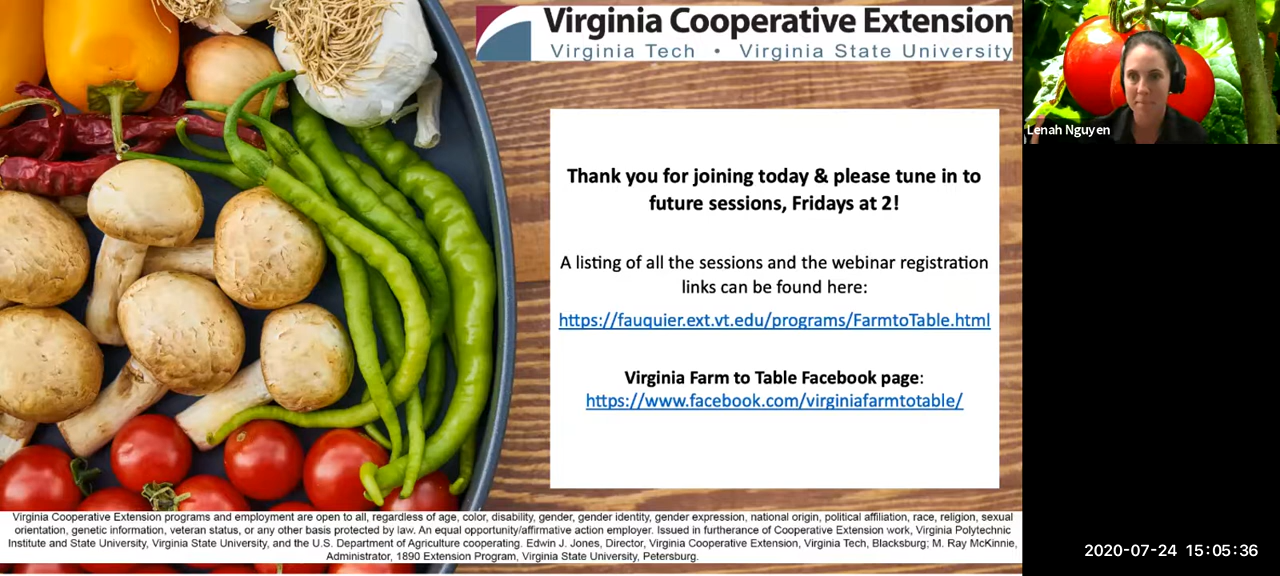 Virginia Cooperative Extension
Virginia Tech • Virginia State University
Lenah Nguyen
Thank you for joining today & please tune in to
future sessions, Fridays at 2!
A listing of all the sessions and the webinar registration
links can be found here:
https://fauquier.ext.vt.edu/programs/FarmtoTable.html
Virginia Farm to Table Facebook page:
https://www.facebook.com/virginiafarmtotable/
Virginia Cooperative Extension programs and employment are open to all, regardless of age, color, disability, gender, gender identity, gender expression, national origin, political affiliation, race, religion, sexual
orientation, genetic information, veteran status, or any other basis protected by law. An equal opportunity/affirmative action employer. Issued in furtherance of Cooperative Extension work, Virginia Polytechnic
Institute and State University, Virginia State University, and the U.S. Department of Agriculture cooperating. Edwin J. Jones, Director, Virginia Cooperative Extension, Virginia Tech, Blacksburg; M. Ray McKinnie,
Administrator, 1890 Extension Program, Virginia State University, Petersburg.
2020-07-24 15:05:36